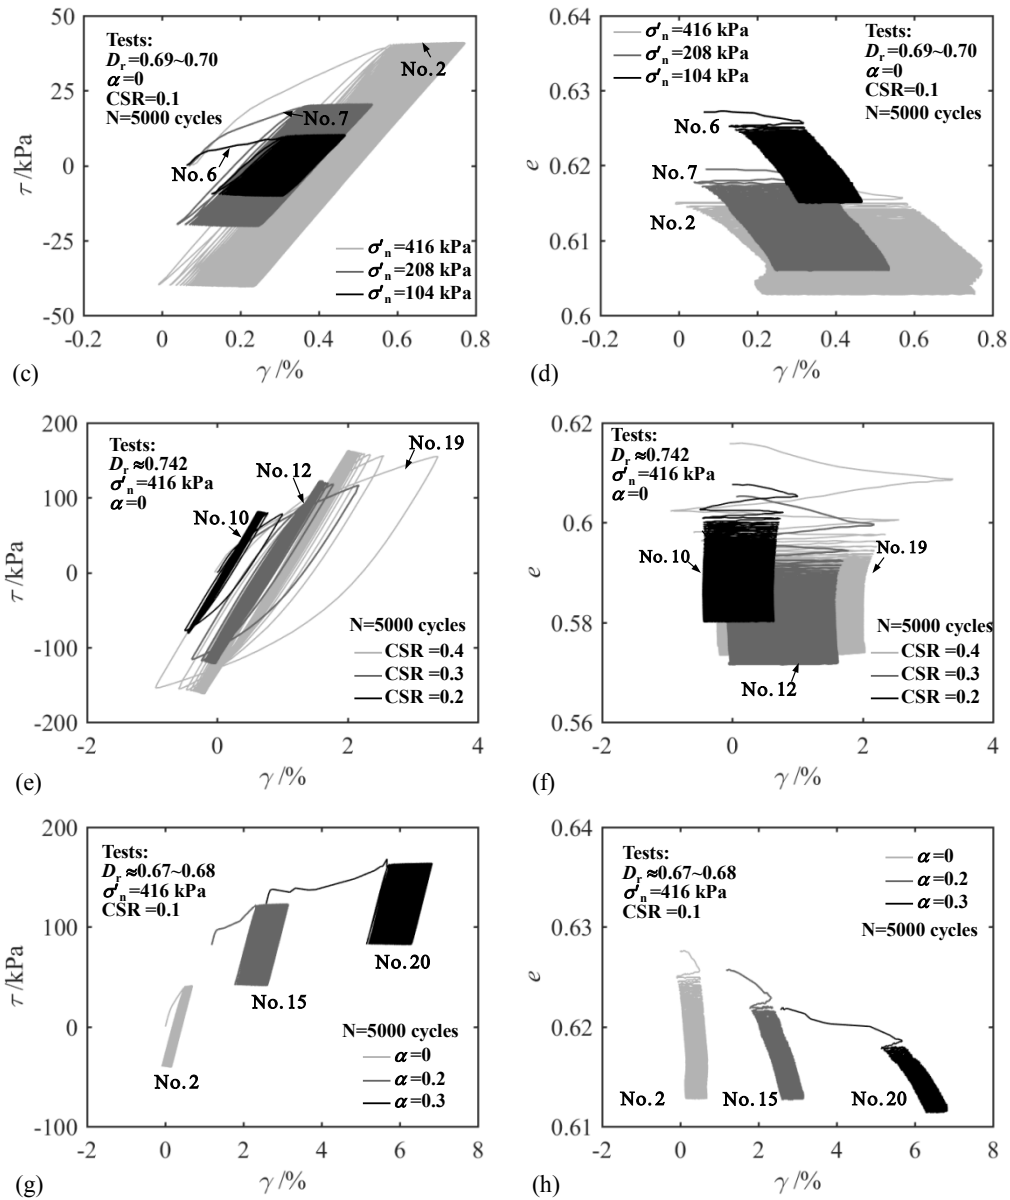 50
25
0
-25
-50
τ /kPa
Tests:
Dr=0.69~0.70
α=0
CSR=0.1
N=5000 cycles
No.2
No.7
No.6
σ′n=416 kPa
σ′n=208 kPa
σ′n=104 kPa
-0.2 0 0.2 0.4 0.6 0.8
γ /%
(c)
0.64
0.63
0.62
0.61
0.6
e
σ′n=416 kPa
σ′n=208 kPa
σ′n=104 kPa
Tests:
Dr=0.69~0.70
α=0
CSR=0.1
N=5000 cycles
No.6
No.7
No.2
-0.2 0 0.2 0.4 0.6 0.8
γ /%
(d)
200
100
0
-100
-200
τ /kPa
Tests:
Dr≈0.742
σ′n=416 kPa
α=0
No.19
No.12
No.10
N=5000 cycles
CSR=0.4
CSR=0.3
CSR=0.2
-2 0 2 4
γ /%
(e)
0.62
0.6
0.58
0.56
e
Tests:
Dr≈0.742
σ′n=416 kPa
α=0
No.10
No.19
No.12
N=5000 cycles
CSR=0.4
CSR=0.3
CSR=0.2
-2 0 2 4
γ /%
(f)
200
100
0
-100
τ /kPa
Tests:
Dr≈0.67~0.68
σ′n=416 kPa
CSR=0.1
No.20
No.15
No.2
N=5000 cycles
α=0
α=0.2
α=0.3
-2 0 2 4 6 8
γ /%
(g)
0.64
0.63
0.62
0.61
e
Tests:
Dr≈0.67~0.68
σ′n=416 kPa
CSR=0.1
α=0
α=0.2
α=0.3
N=5000 cycles
No.2
No.15
No.20
-2 0 2 4 6 8
γ /%
(h)